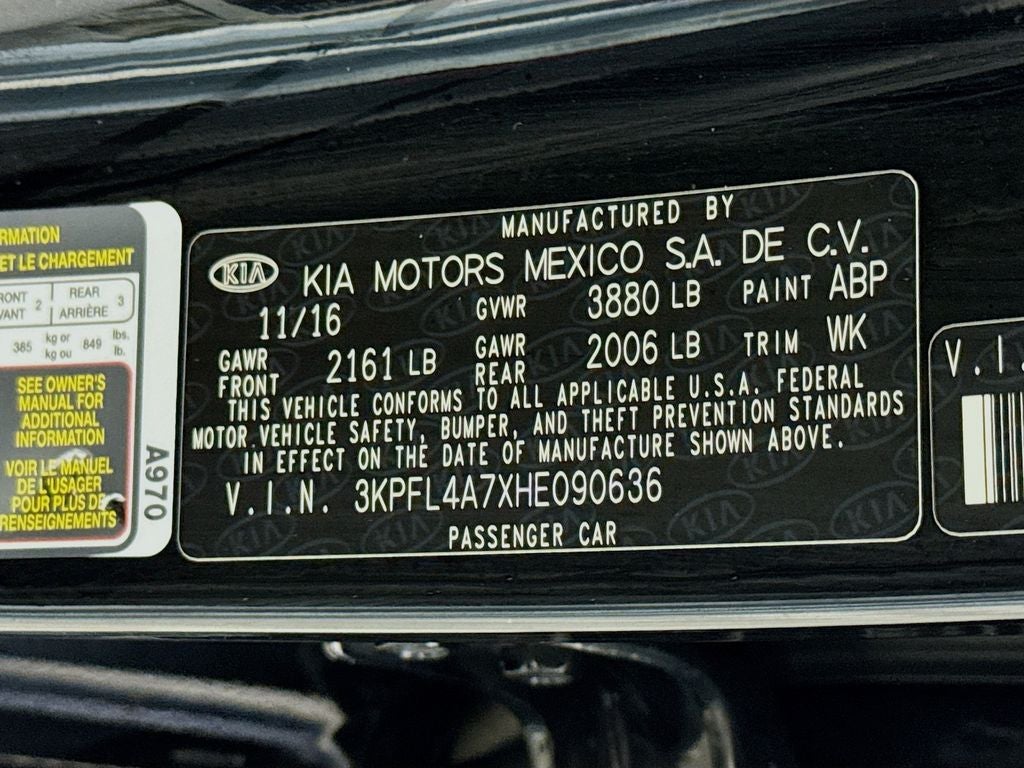 RMATION
ET LE CHARGEMENT
RONT 2 REAR 3
VANT ARRIÈRE
385 kg or 849 lbs.
kg ou lb.
SEE OWNER'S
MANUAL FOR
ADDITIONAL
INFORMATION
VOIR LE MANUEL
DE L'USAGER
POUR PLUS DE
RENSEIGNEMENTS
A970
MANUFACTURED BY
KIA KIA MOTORS MEXICO S.A. DE C.V.
11/16 GVWR 3880 LB PAINT ABP
GAWR FRONT 2161 LB GAWR REAR 2006 LB TRIM WK
THIS VEHICLE CONFORMS TO ALL APPLICABLE U.S.A. FEDERAL
MOTOR VEHICLE SAFETY, BUMPER, AND THEFT PREVENTION STANDARDS
IN EFFECT ON THE DATE OF MANUFACTURE SHOWN ABOVE.
V.I.N. 3KPFL4A7XHE090636
PASSENGER CAR
V.I.